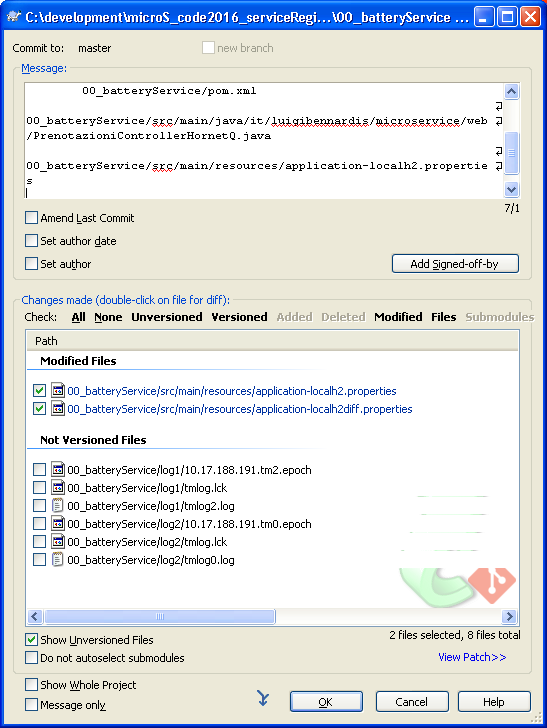 C:\development\microS_code2016_serviceRegi...\00_batteryService ...
Commit to: master new branch
Message:
00_batteryService/pom.xml
00_batteryService/src/main/java/it/luigibennardis/microservice/web
/PrenotazioniControllerHornetQ.java
00_batteryService/src/main/resources/application-localh2.propertie
s
7/1
Amend Last Commit
Set author date
Set author
Add Signed-off-by
Changes made (double-click on file for diff):
Check: All None Unversioned Versioned Added Deleted Modified Files Submodules
Path
Modified Files
00_batteryService/src/main/resources/application-localh2.properties
00_batteryService/src/main/resources/application-localh2diff.properties
Not Versioned Files
00_batteryService/log1/10.17.188.191.tm2.epoch
00_batteryService/log1/tmlog.lck
00_batteryService/log1/tmlog2.log
00_batteryService/log2/10.17.188.191.tm0.epoch
00_batteryService/log2/tmlog.lck
00_batteryService/log2/tmlog0.log
Show Unversioned Files
2 files selected, 8 files total
Do not autoselect submodules
View Patch>>
Show Whole Project
Message only
OK Cancel Help